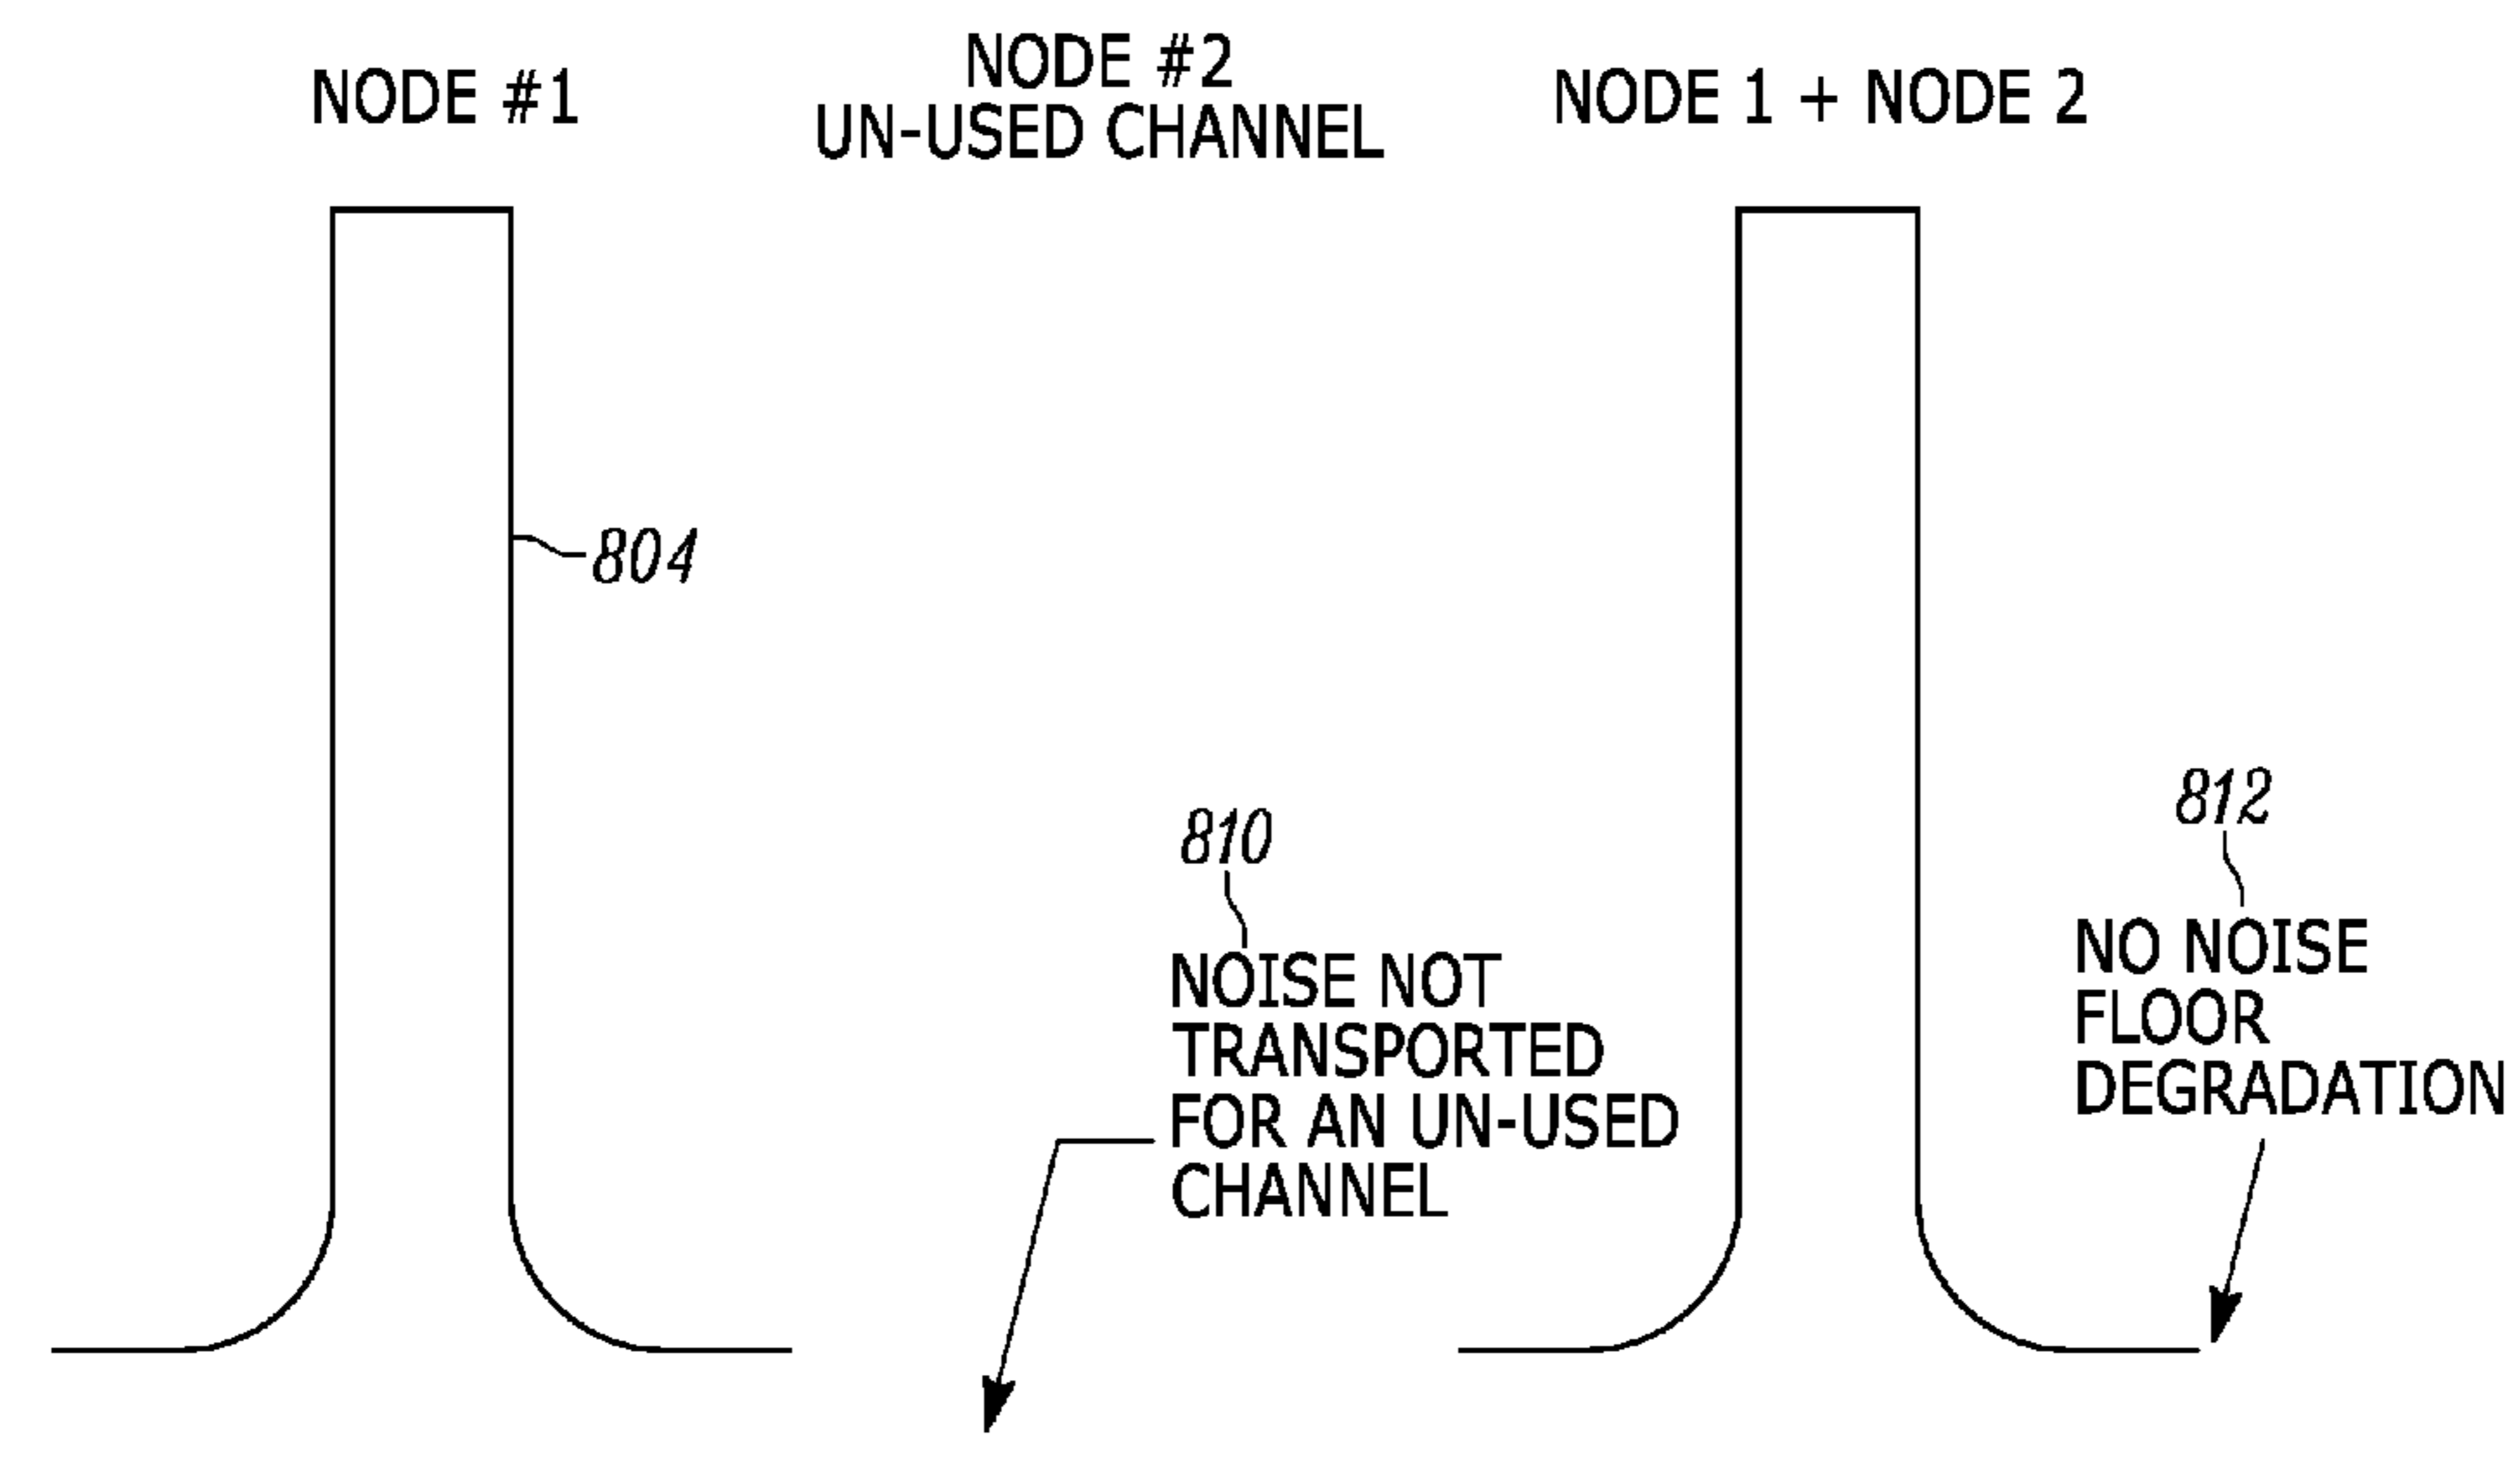 NODE #1
NODE #2
UN-USED CHANNEL
NODE 1 + NODE 2
804
810
NOISE NOT
TRANSPORTED
FOR AN UN-USED
CHANNEL
812
NO NOISE
FLOOR
DEGRADATION